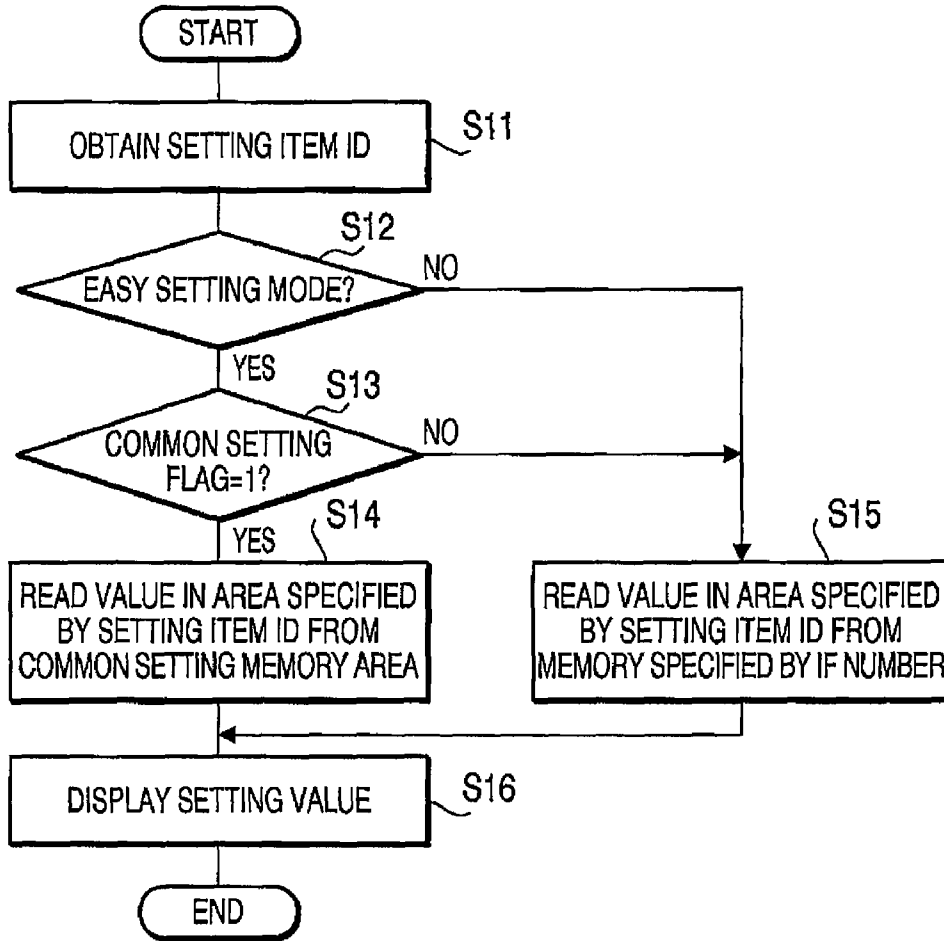 START
OBTAIN SETTING ITEM ID
S11
S12
EASY SETTING MODE?
NO
YES
S13
COMMON SETTING
FLAG=1?
NO
YES
S14
READ VALUE IN AREA SPECIFIED
BY SETTING ITEM ID FROM
COMMON SETTING MEMORY AREA
S15
READ VALUE IN AREA SPECIFIED
BY SETTING ITEM ID FROM
MEMORY SPECIFIED BY IF NUMBER
DISPLAY SETTING VALUE
S16
END